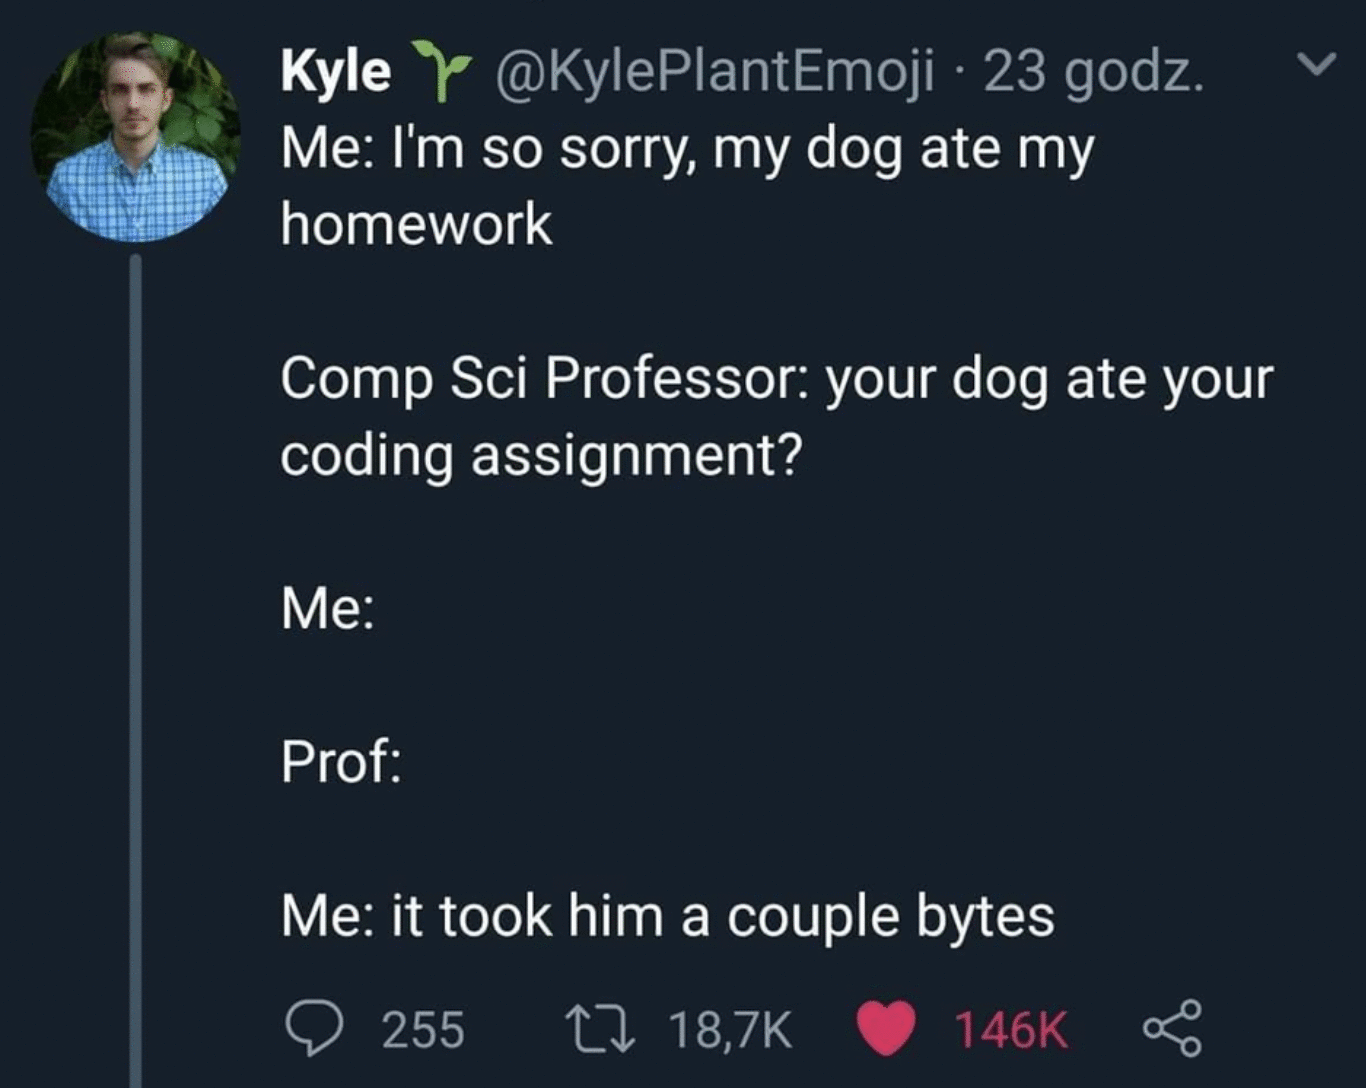 Kyle 🌱 @KylePlantEmoji · 23 godz.
Me: I'm so sorry, my dog ate my
homework
Comp Sci Professor: your dog ate your
coding assignment?
Me:
Prof:
Me: it took him a couple bytes
255 18,7K 146K